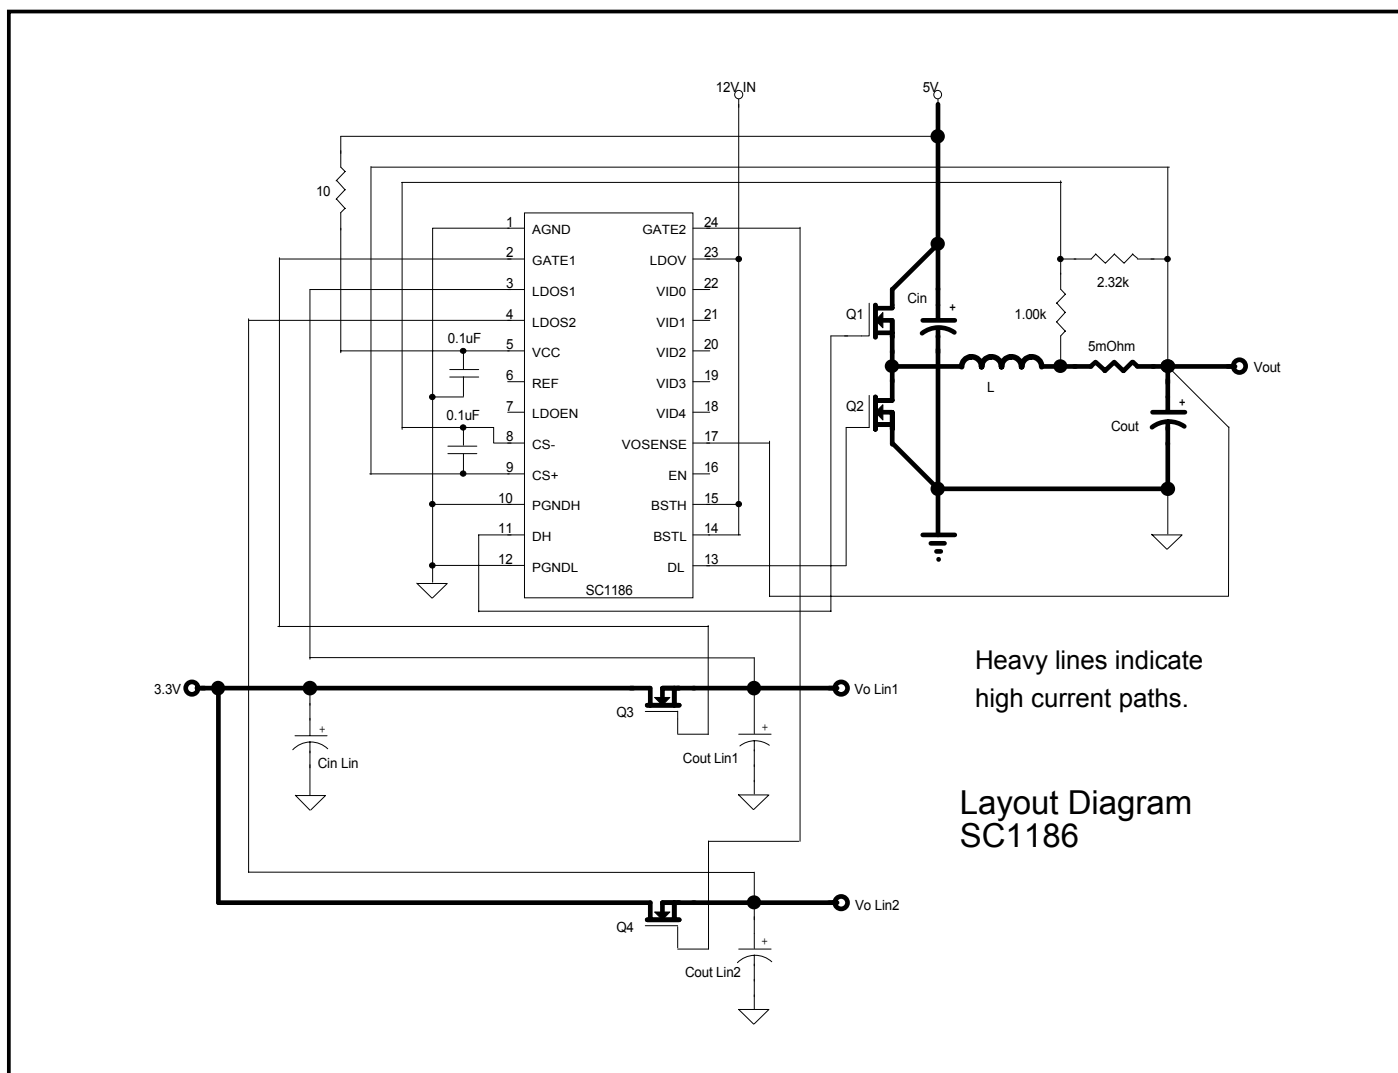 12V IN
5V
10
1 AGND GATE2 24
2 GATE1 LDOV 23
3 LDOS1 VID0 22
4 LDOS2 VID1 21
0.1uF
5 VCC VID2 20
6 REF VID3 19
7 LDOEN VID4 18
0.1uF
8 CS- VOSENSE 17
9 CS+ EN 16
10 PGNDH BSTH 15
11 DH BSTL 14
12 PGNDL DL 13
SC1186
Q1
Cin
+
2.32k
1.00k
5mOhm
L
Vout
Q2
+
Cout
Heavy lines indicate
high current paths.
3.3V
Q3
Vo Lin1
+
Cin Lin
+
Cout Lin1
Layout Diagram
SC1186
Q4
Vo Lin2
+
Cout Lin2